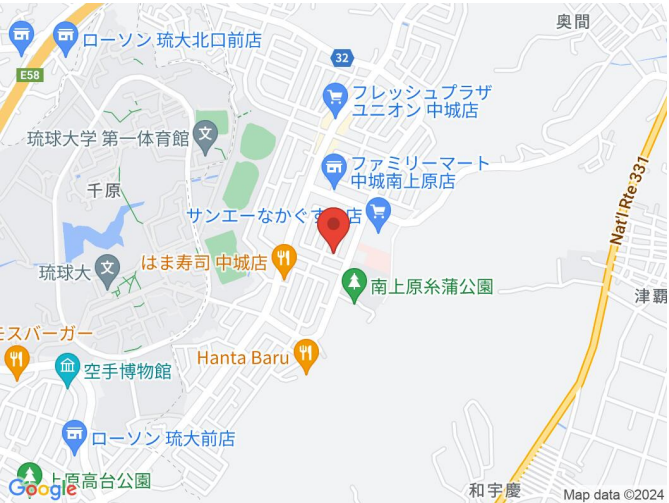 奥間
ローソン 琉大北口前店
32
E58
フレッシュプラザ
ユニオン 中城店
琉球大学 第一体育館
ファミリーマート
中城南上原店
千原
サンエーなかぐす
店
Nat'l Rte 331
はま寿司 中城店
琉球大
南上原糸蒲公園
津覇
モスバーガー
Hanta Baru
空手博物館
ローソン 琉大前店
上原高台公園
Google
和宇慶
Map data ©2024